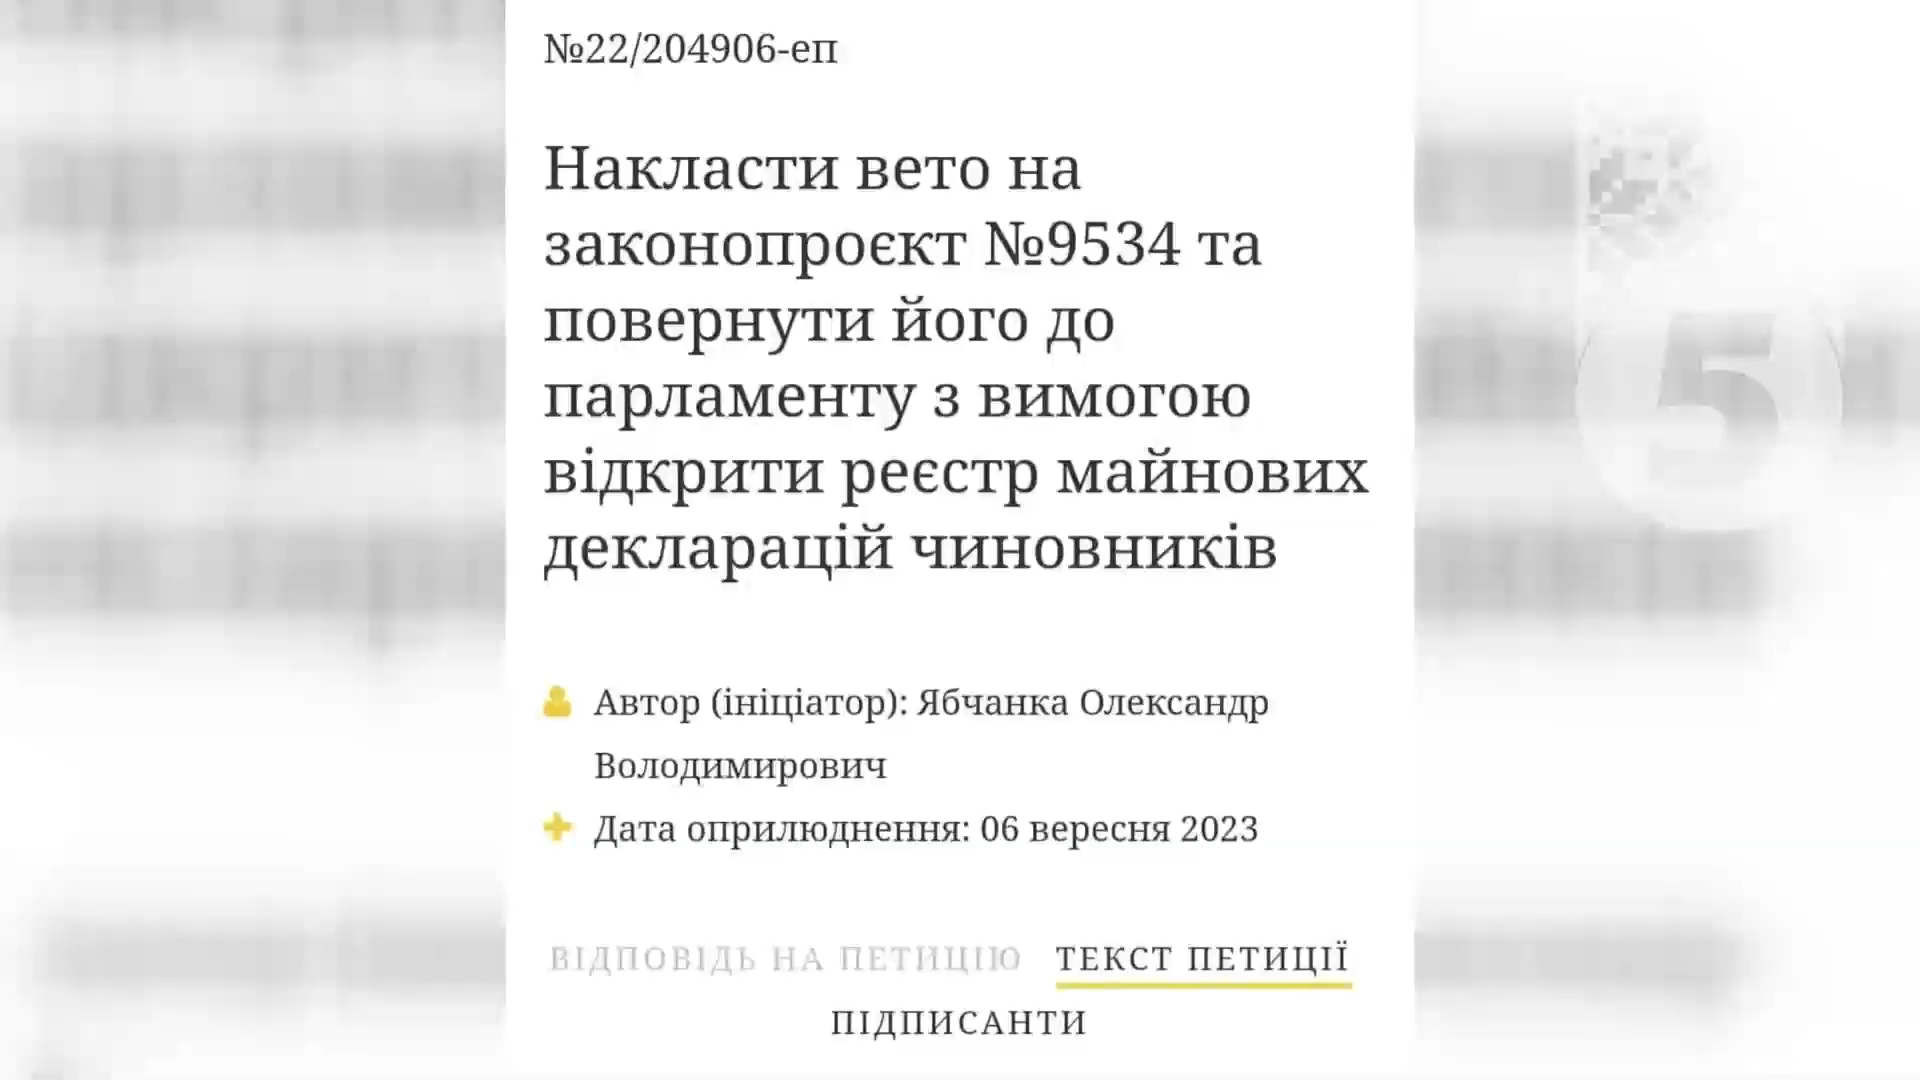 №22/204906-еп
Накласти вето на
законопроєкт №9534 та
повернути його до
парламенту з вимогою
відкрити реєстр майнових
декларацій чиновників
Автор (ініціатор): Ябчанка Олександр
Володимирович
Дата оприлюднення: 06 вересня 2023
ВІДПОВІДЬ НА ПЕТИЦІЮ ТЕКСТ ПЕТИЦІЇ
ПІДПИСАНТИ
5